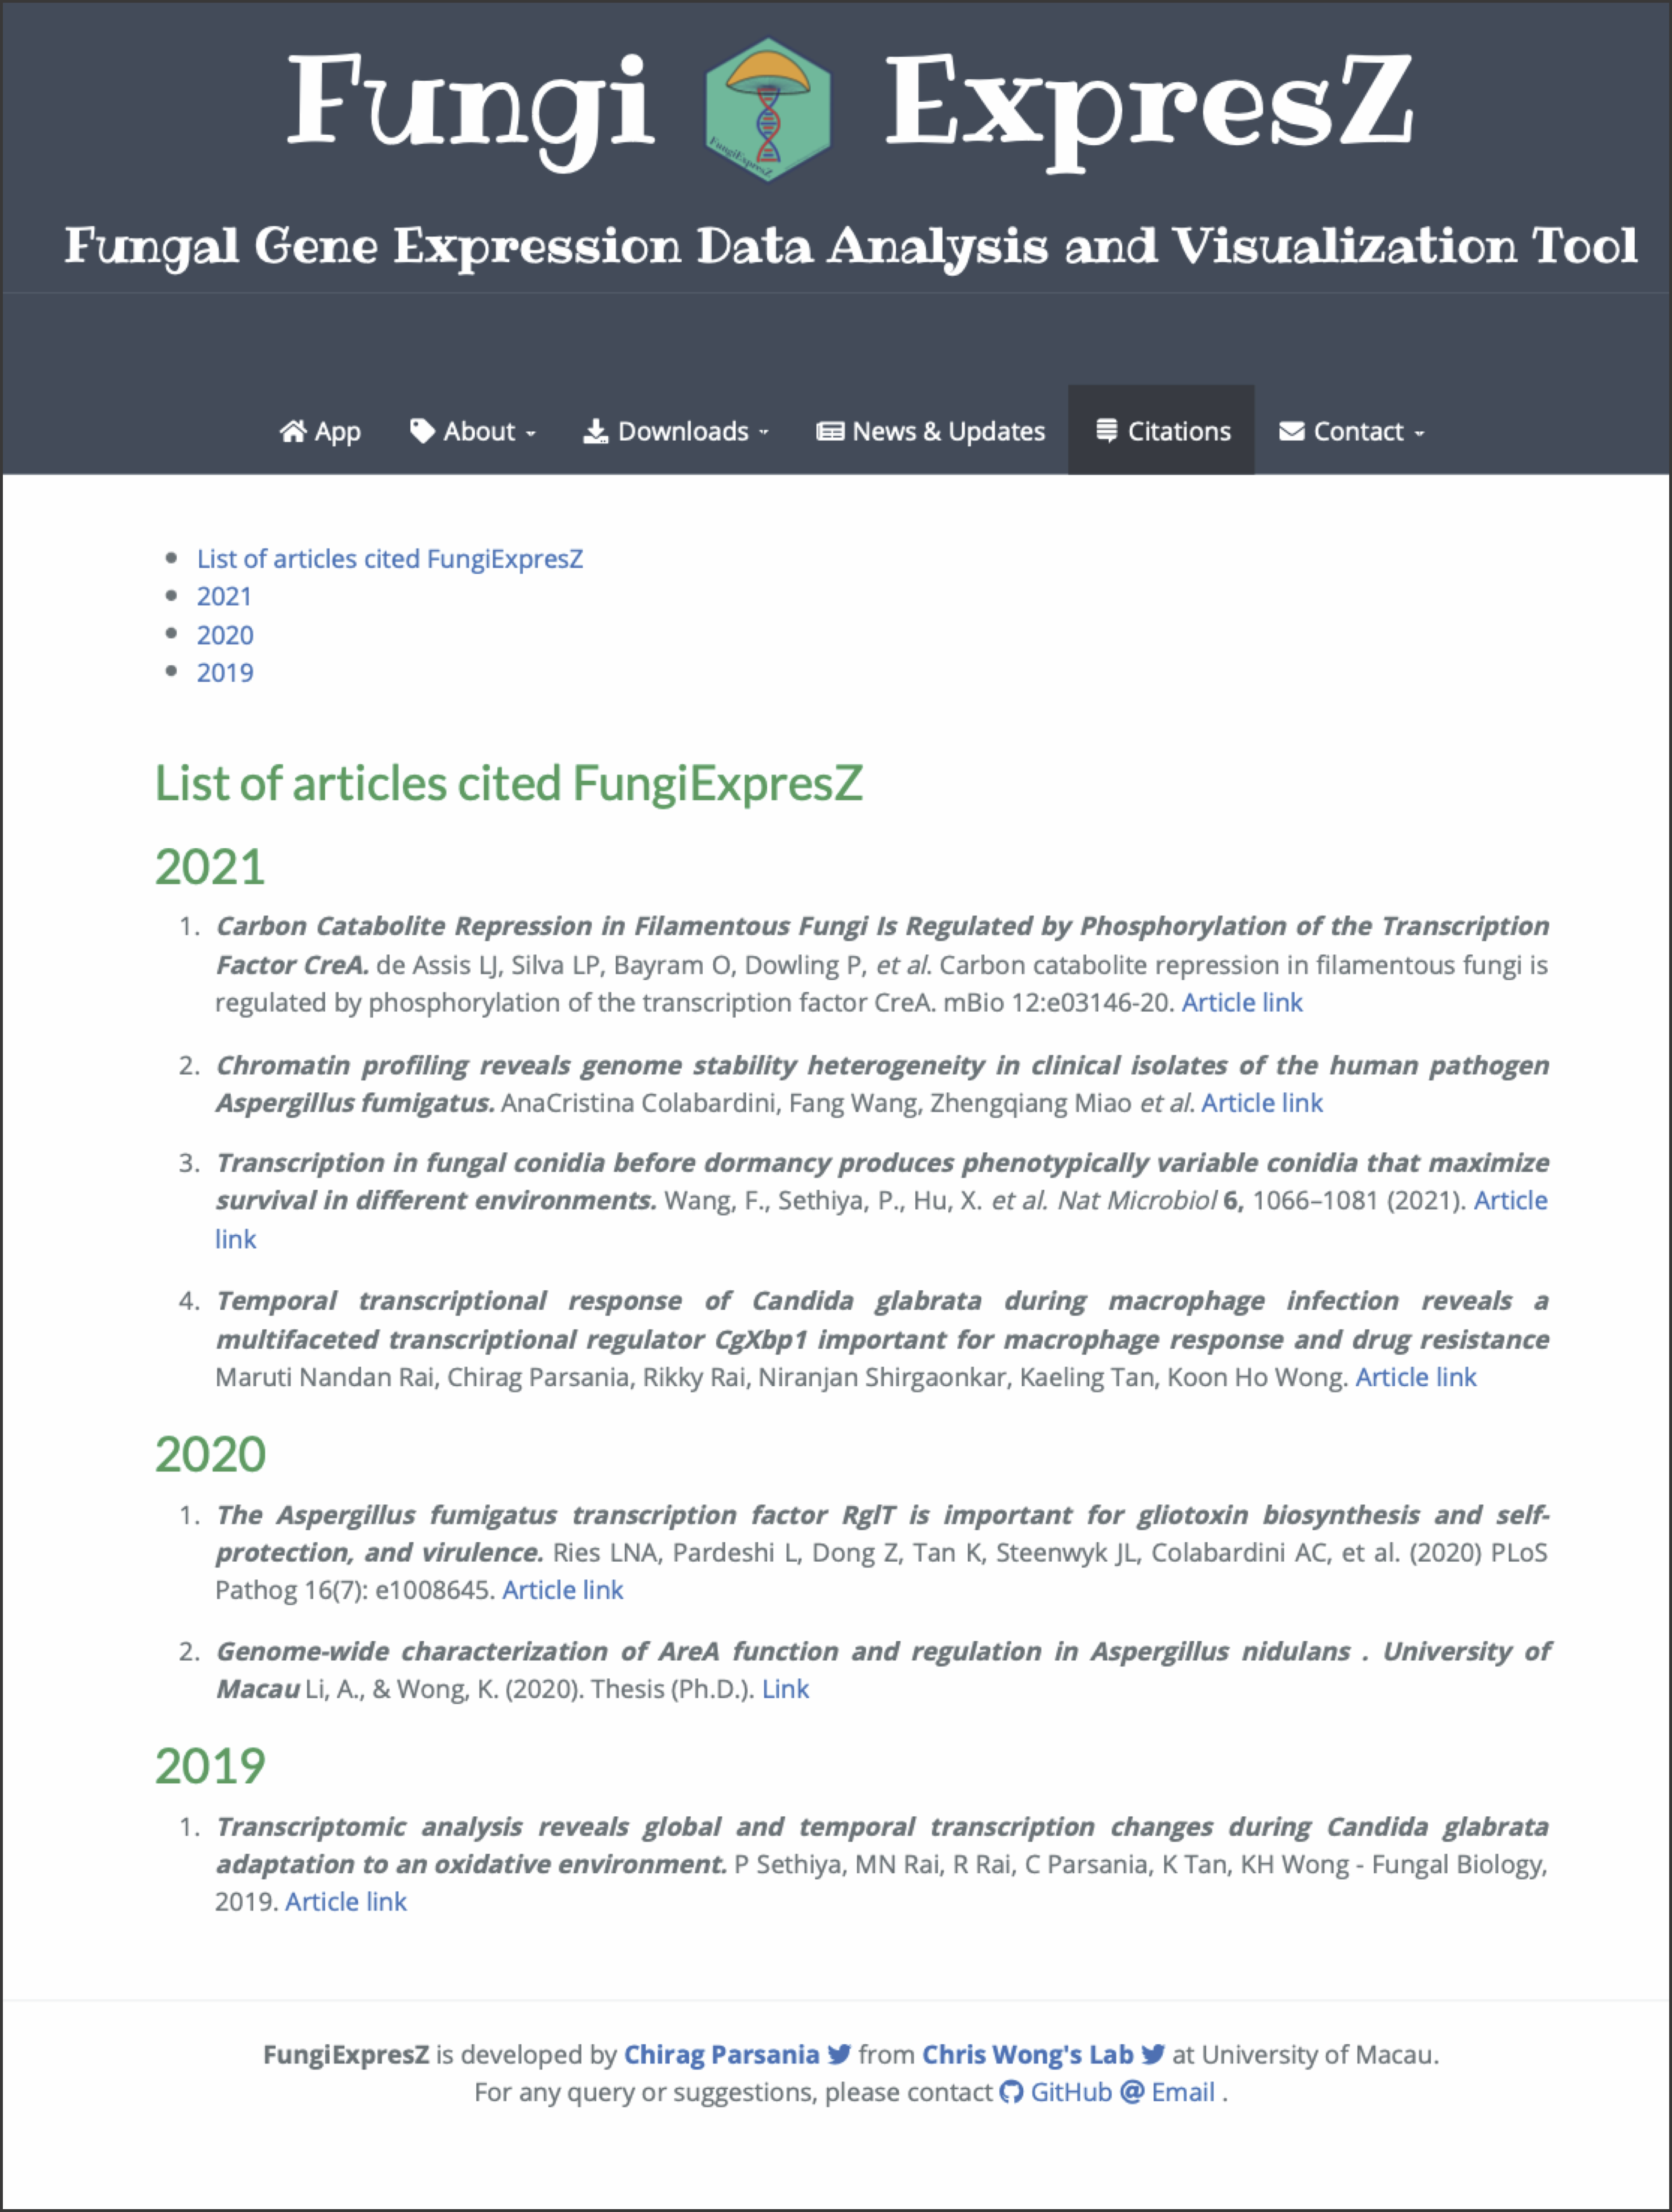 Fungi ExpresZ
FungiExpresZ
Fungal Gene Expression Data Analysis and Visualization Tool
App About Downloads News & Updates Citations Contact
• List of articles cited FungiExpresZ
• 2021
• 2020
• 2019
List of articles cited FungiExpresZ
2021
1. Carbon Catabolite Repression in Filamentous Fungi Is Regulated by Phosphorylation of the Transcription
Factor CreA. de Assis LJ, Silva LP, Bayram O, Dowling P, et al. Carbon catabolite repression in filamentous fungi is
regulated by phosphorylation of the transcription factor CreA. mBio 12:e03146-20. Article link
2. Chromatin profiling reveals genome stability heterogeneity in clinical isolates of the human pathogen
Aspergillus fumigatus. AnaCristina Colabardini, Fang Wang, Zhengqiang Miao et al. Article link
3. Transcription in fungal conidia before dormancy produces phenotypically variable conidia that maximize
survival in different environments. Wang, F., Sethiya, P., Hu, X. et al. Nat Microbiol 6, 1066–1081 (2021). Article
link
4. Temporal transcriptional response of Candida glabrata during macrophage infection reveals a
multifaceted transcriptional regulator CgXbp1 important for macrophage response and drug resistance
Maruti Nandan Rai, Chirag Parsania, Rikky Rai, Niranjan Shirgaonkar, Kaeling Tan, Koon Ho Wong. Article link
2020
1. The Aspergillus fumigatus transcription factor RglT is important for gliotoxin biosynthesis and self-
protection, and virulence. Ries LNA, Pardeshi L, Dong Z, Tan K, Steenwyk JL, Colabardini AC, et al. (2020) PLoS
Pathog 16(7): e1008645. Article link
2. Genome-wide characterization of AreA function and regulation in Aspergillus nidulans . University of
Macau Li, A., & Wong, K. (2020). Thesis (Ph.D.). Link
2019
1. Transcriptomic analysis reveals global and temporal transcription changes during Candida glabrata
adaptation to an oxidative environment. P Sethiya, MN Rai, R Rai, C Parsania, K Tan, KH Wong - Fungal Biology,
2019. Article link
FungiExpresZ is developed by Chirag Parsania from Chris Wong's Lab at University of Macau.
For any query or suggestions, please contact GitHub @ Email .